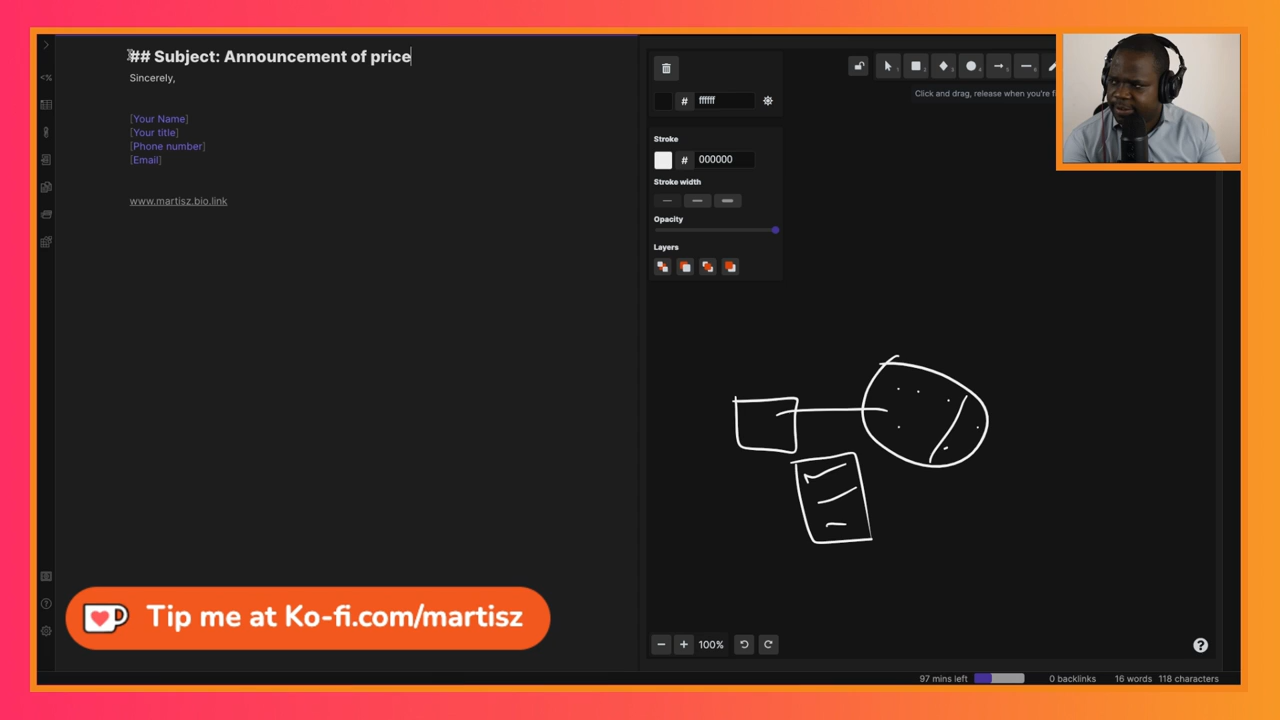 ## Subject: Announcement of price
Sincerely,
[Your Name]
[Your title]
[Phone number]
[Email]
www.martisz.bio.link
# ffffff
Click and drag, release when you're fi
Stroke
# 000000
Stroke width
Opacity
Layers
Tip me at Ko-fi.com/martisz
100%
97 mins left
0 backlinks
16 words
118 characters